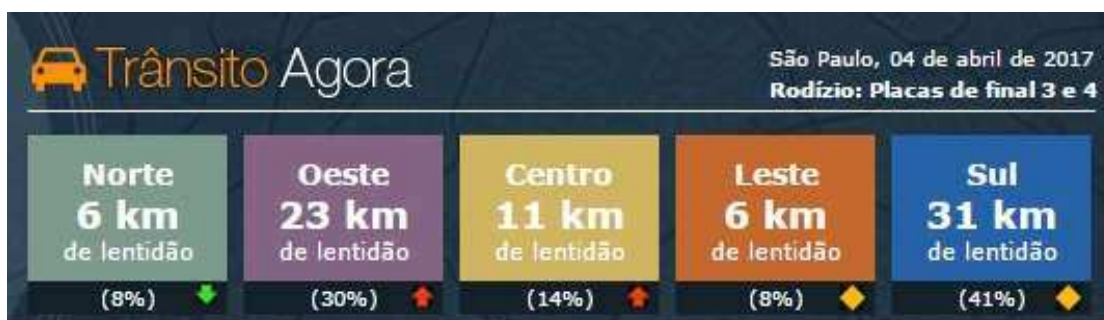 Trânsito Agora
São Paulo, 04 de abril de 2017
Rodízio: Placas de final 3 e 4
Norte
6 km
de lentidão
(8%)
Oeste
23 km
de lentidão
(30%)
Centro
11 km
de lentidão
(14%)
Leste
6 km
de lentidão
(8%)
Sul
31 km
de lentidão
(41%)